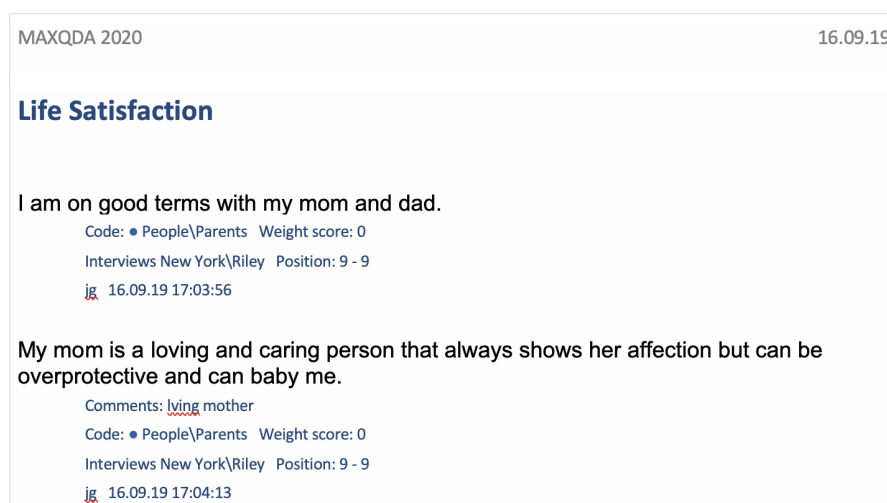 MAXQDA 2020 16.09.19
Life Satisfaction
I am on good terms with my mom and dad.
Code: ● People\Parents Weight score: 0
Interviews New York\Riley Position: 9 - 9
jg 16.09.19 17:03:56
My mom is a loving and caring person that always shows her affection but can be
overprotective and can baby me.
Comments: lving mother
Code: ● People\Parents Weight score: 0
Interviews New York\Riley Position: 9 - 9
jg 16.09.19 17:04:13